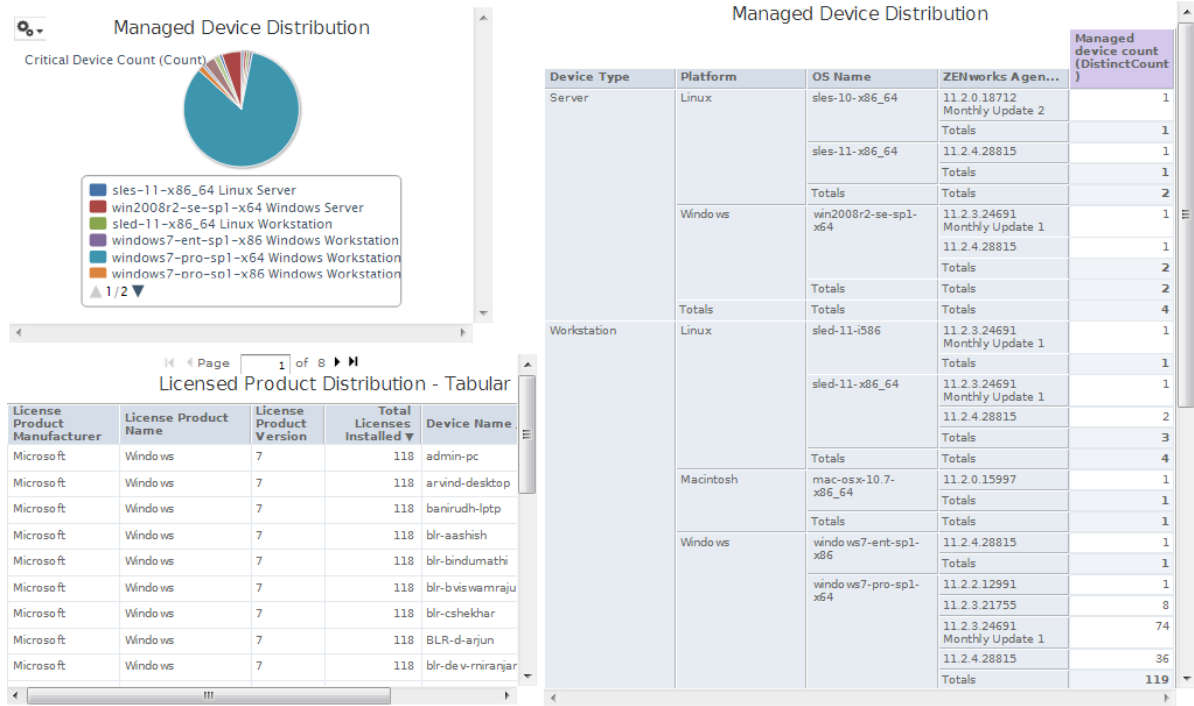 Managed Device Distribution
Critical Device Count (Count)
sles-11-x86_64 Linux Server
win2008r2-se-sp1-x64 Windows Server
sled-11-x86_64 Linux Workstation
windows7-ent-sp1-x86 Windows Workstation
windows7-pro-sp1-x64 Windows Workstation
windows7-pro-sp1-x86 Windows Workstation
1/2
Page 1 of 8
Licensed Product Distribution - Tabular
License Product Manufacturer License Product Name License Product Version Total Licenses Installed ▼ Device Name
Microsoft Windows 7 118 admin-pc
Microsoft Windows 7 118 arvind-desktop
Microsoft Windows 7 118 banirudh-lptp
Microsoft Windows 7 118 blr-aashish
Microsoft Windows 7 118 blr-bindumathi
Microsoft Windows 7 118 blr-bviswamraju
Microsoft Windows 7 118 blr-cshekhar
Microsoft Windows 7 118 BLR-d-arjun
Microsoft Windows 7 118 blr-dev-rniranjan
Managed Device Distribution
Device Type Platform OS Name ZENworks Agen... Managed device count (DistinctCount)
Server Linux sles-10-x86_64 11.2.0.18712 Monthly Update 2 1
Totals 1
sles-11-x86_64 11.2.4.28815 1
Totals 1
Totals Totals 2
Windows win2008r2-se-sp1-x64 11.2.3.24691 Monthly Update 1 1
11.2.4.28815 1
Totals 2
Totals Totals 2
Totals Totals Totals 4
Workstation Linux sled-11-i586 11.2.3.24691 Monthly Update 1 1
Totals 1
sled-11-x86_64 11.2.3.24691 Monthly Update 1 1
11.2.4.28815 2
Totals 3
Totals Totals 4
Macintosh mac-osx-10.7-x86_64 11.2.0.15997 1
Totals 1
Totals Totals 1
Windows windows7-ent-sp1-x86 11.2.4.28815 1
Totals 1
windows7-pro-sp1-x64 11.2.2.12991 1
11.2.3.21755 8
11.2.3.24691 Monthly Update 1 74
11.2.4.28815 36
Totals 119